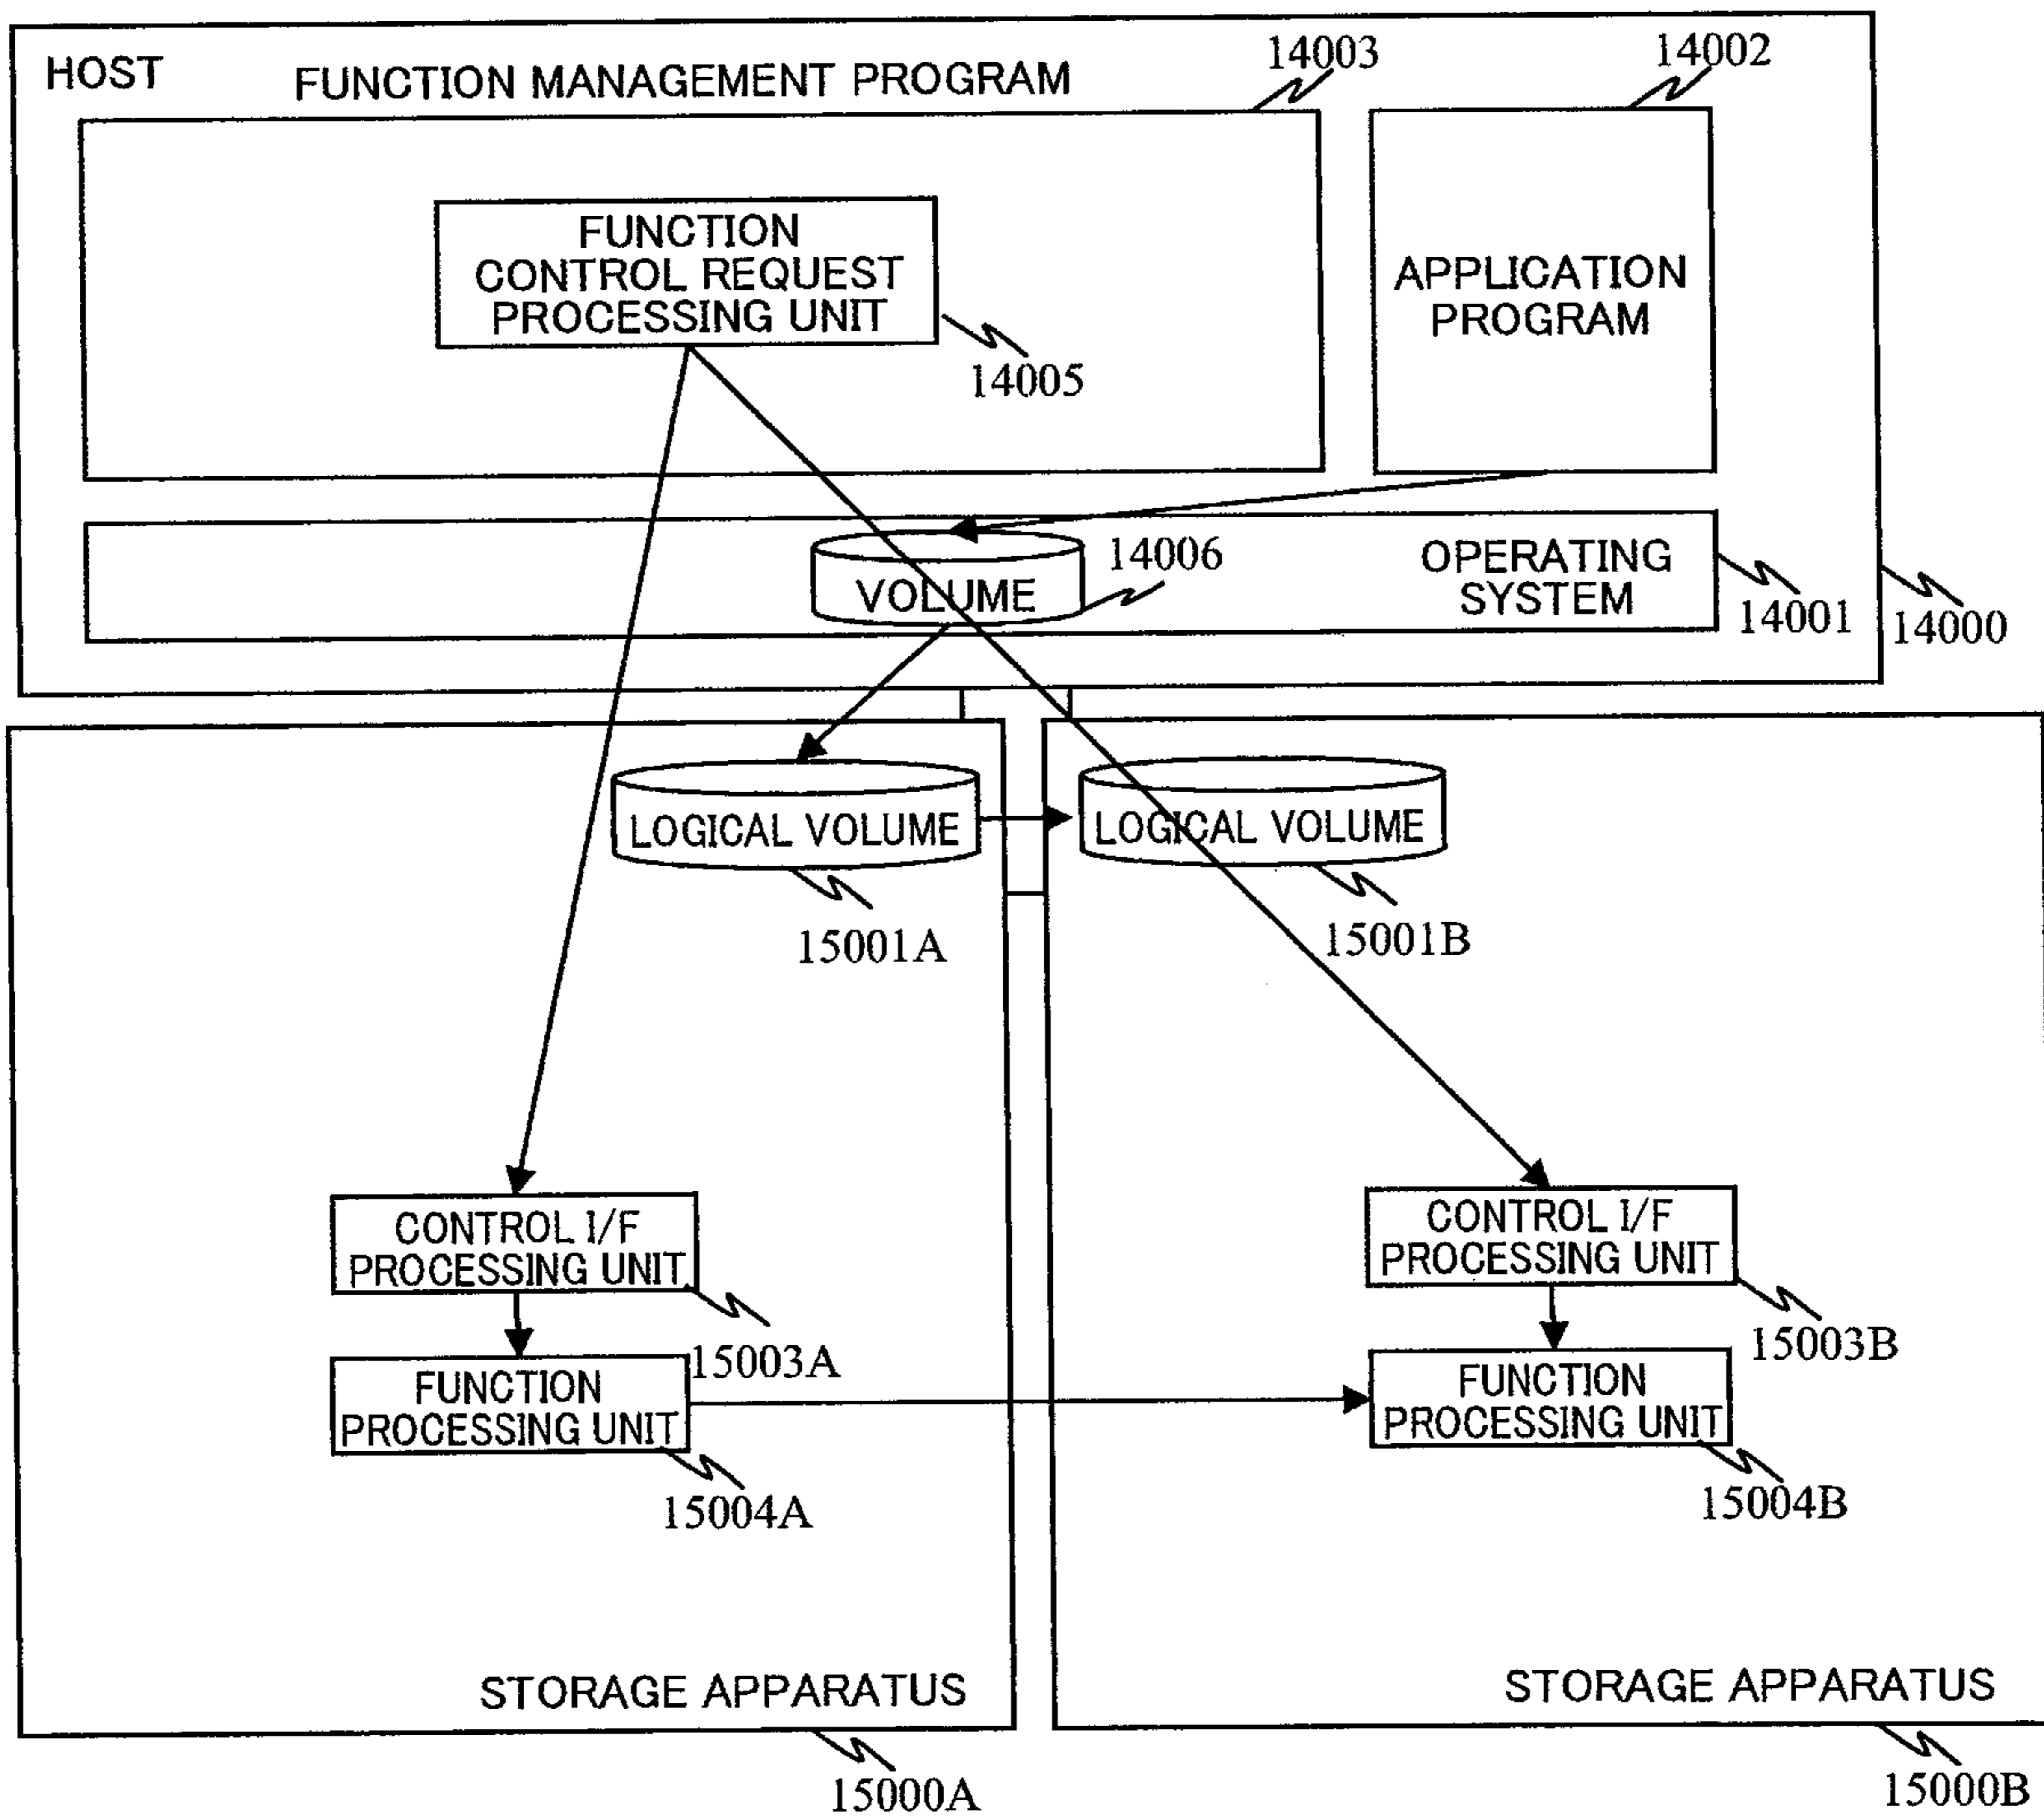 14003
14002
HOST
FUNCTION MANAGEMENT PROGRAM
FUNCTION
CONTROL REQUEST
PROCESSING UNIT
14005
APPLICATION
PROGRAM
VOLUME
14006
OPERATING
SYSTEM
14001
14000
LOGICAL VOLUME
LOGICAL VOLUME
15001A
15001B
CONTROL I/F
PROCESSING UNIT
CONTROL I/F
PROCESSING UNIT
15003A
15003B
FUNCTION
PROCESSING UNIT
FUNCTION
PROCESSING UNIT
15004A
15004B
STORAGE APPARATUS
STORAGE APPARATUS
15000A
15000B